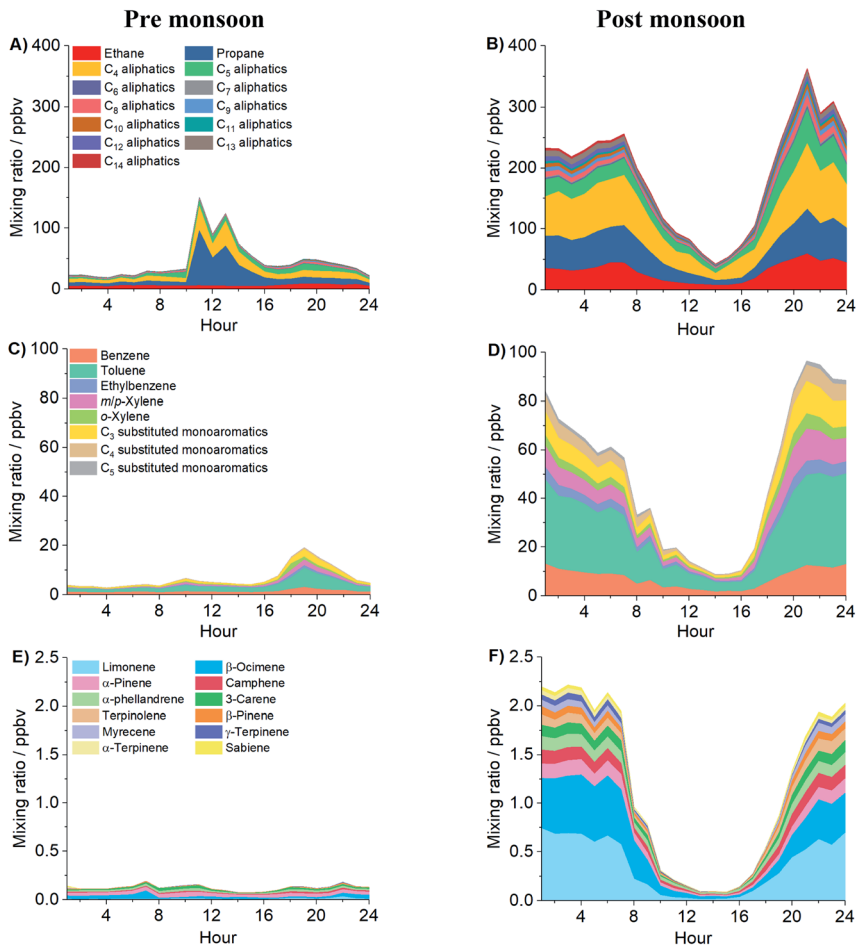 Pre monsoon
Post monsoon
A)
400
300
200
100
0
Mixing ratio / ppbv
Ethane
Propane
C4 aliphatics
C5 aliphatics
C6 aliphatics
C7 aliphatics
C8 aliphatics
C9 aliphatics
C10 aliphatics
C11 aliphatics
C12 aliphatics
C13 aliphatics
C14 aliphatics
4 8 12 16 20 24
Hour
B)
400
300
200
100
0
Mixing ratio / ppbv
4 8 12 16 20 24
Hour
C)
100
80
60
40
20
0
Mixing ratio / ppbv
Benzene
Toluene
Ethylbenzene
m/p-Xylene
o-Xylene
C3 substituted monoaromatics
C4 substituted monoaromatics
C5 substituted monoaromatics
4 8 12 16 20 24
Hour
D)
100
80
60
40
20
0
Mixing ratio / ppbv
4 8 12 16 20 24
Hour
E)
2.5
2.0
1.5
1.0
0.5
0.0
Mixing ratio / ppbv
Limonene
β-Ocimene
α-Pinene
Camphene
α-phellandrene
3-Carene
Terpinolene
β-Pinene
Myrecene
γ-Terpinene
α-Terpinene
Sabiene
4 8 12 16 20 24
Hour
F)
2.5
2.0
1.5
1.0
0.5
0.0
Mixing ratio / ppbv
4 8 12 16 20 24
Hour